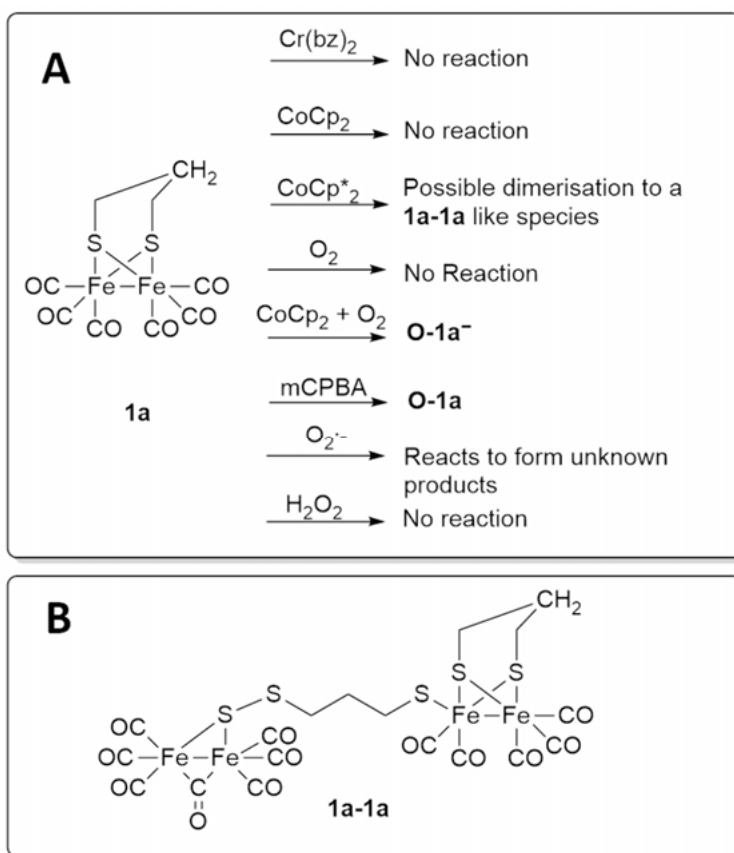 A
Cr(bz)2
No reaction
CoCp2
No reaction
CoCp*2
Possible dimerisation to a
1a-1a like species
O2
No Reaction
CoCp2 + O2
O-1a−
mCPBA
O-1a
O2·−
Reacts to form unknown
products
H2O2
No reaction
CH2
S S
OC Fe Fe CO
OC CO CO CO
1a
B
CH2
S S
S S S
Fe Fe CO
OC CO CO CO
OC CO
OC Fe Fe CO
OC C CO
O
1a-1a